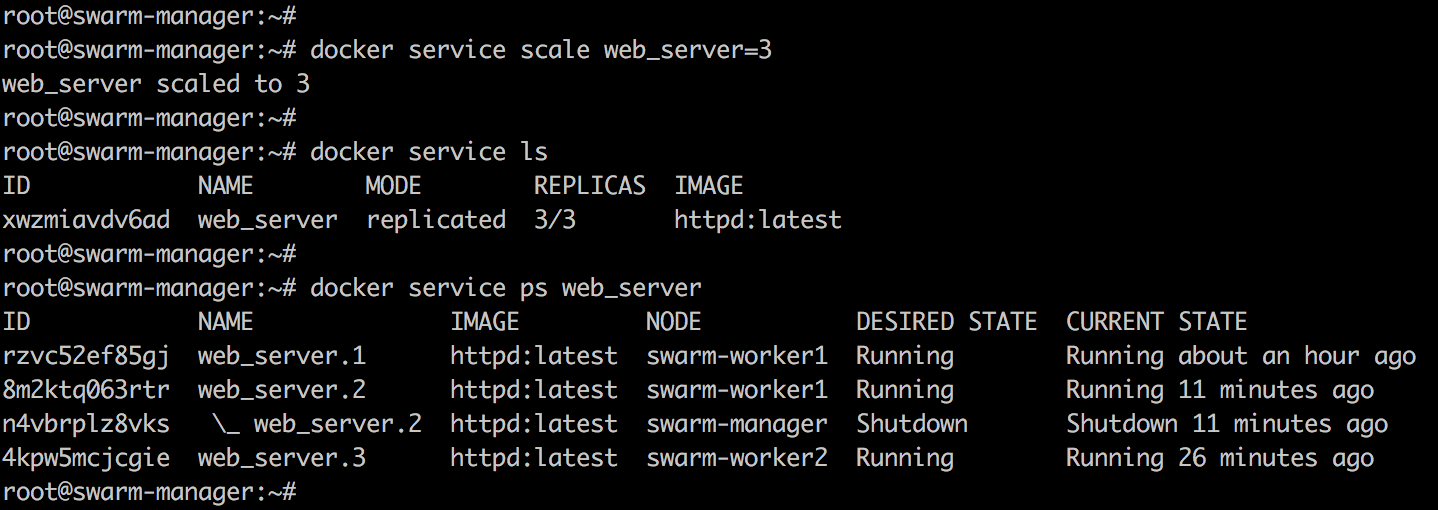 root@swarm-manager:~#
root@swarm-manager:~# docker service scale web_server=3
web_server scaled to 3
root@swarm-manager:~#
root@swarm-manager:~# docker service ls
ID            NAME        MODE        REPLICAS  IMAGE
xwzmiavdv6ad  web_server  replicated  3/3       httpd:latest
root@swarm-manager:~#
root@swarm-manager:~# docker service ps web_server
ID            NAME              IMAGE         NODE           DESIRED STATE  CURRENT STATE
rzvc52ef85gj  web_server.1      httpd:latest  swarm-worker1  Running        Running about an hour ago
8m2ktq063rtr  web_server.2      httpd:latest  swarm-worker1  Running        Running 11 minutes ago
n4vbrplz8vks   \_ web_server.2  httpd:latest  swarm-manager  Shutdown       Shutdown 11 minutes ago
4kpw5mcjcgie  web_server.3      httpd:latest  swarm-worker2  Running        Running 26 minutes ago
root@swarm-manager:~#